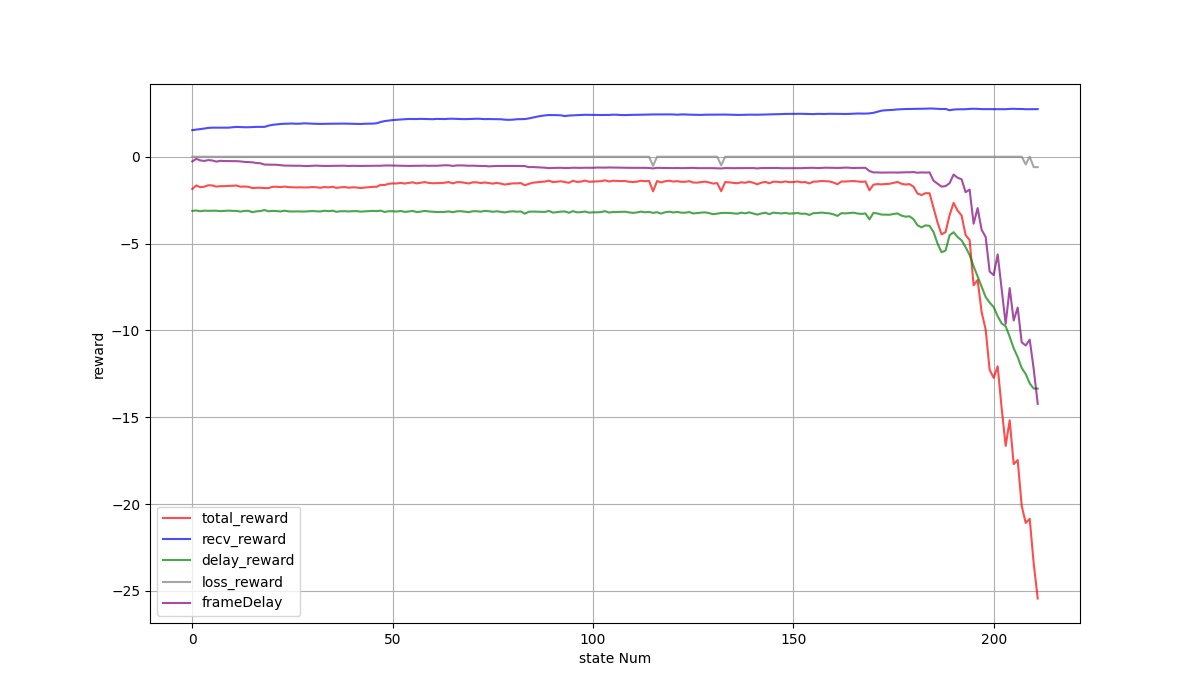 0
−5
−10
−15
−20
−25
reward
total_reward
recv_reward
delay_reward
loss_reward
frameDelay
0 50 100 150 200
state Num